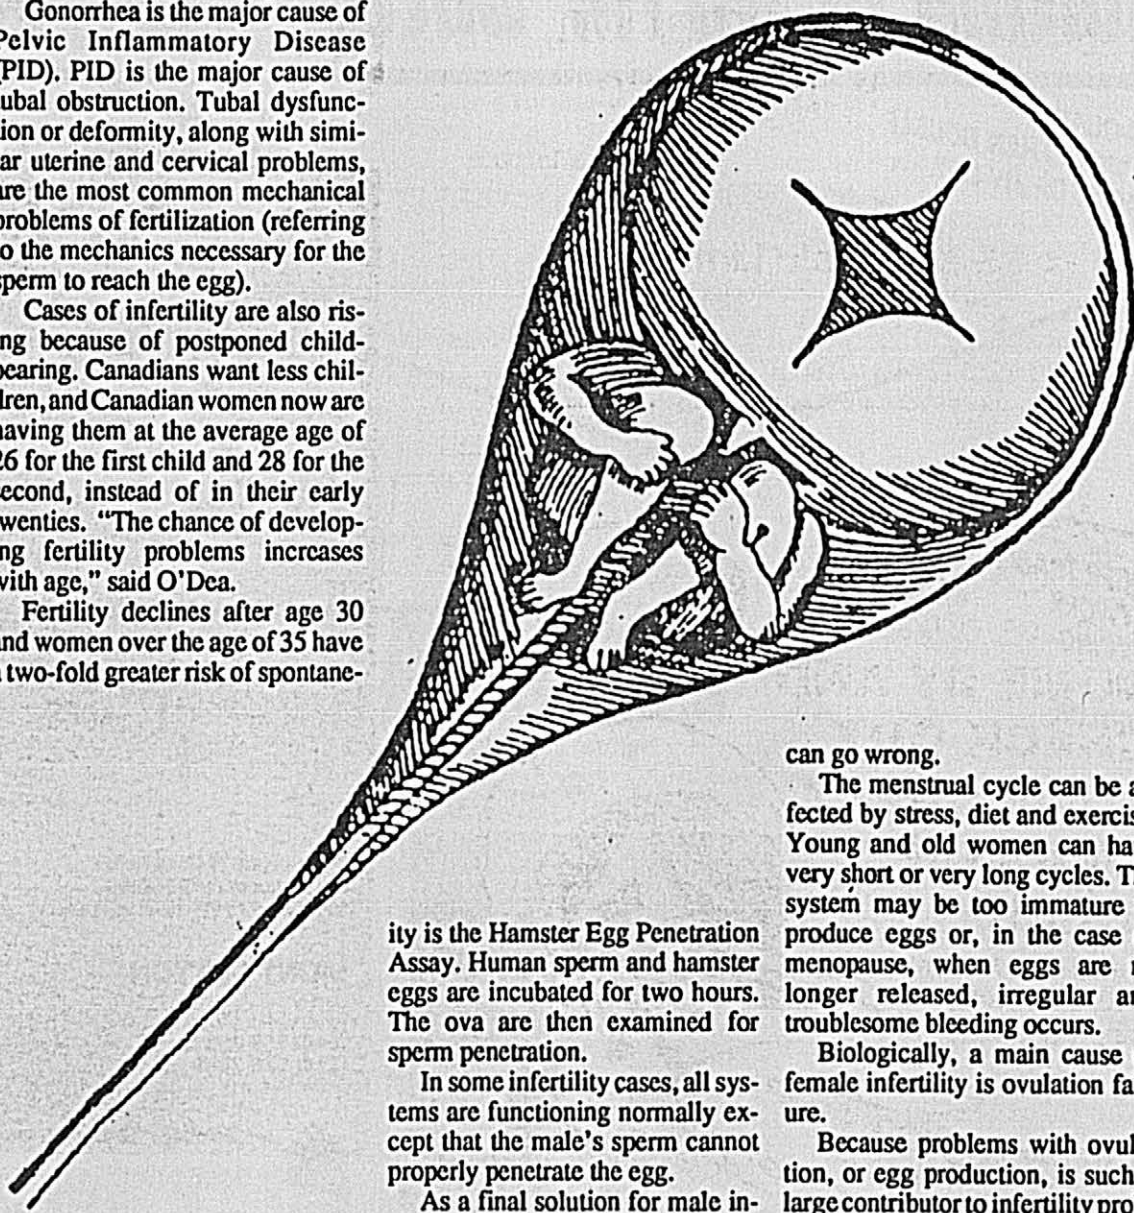 Gonorrhea is the major cause of
Pelvic Inflammatory Disease
(PID). PID is the major cause of
tubal obstruction. Tubal dysfunc-
tion or deformity, along with simi-
lar uterine and cervical problems,
are the most common mechanical
problems of fertilization (referring
to the mechanics necessary for the
sperm to reach the egg).
Cases of infertility are also ris-
ing because of postponed child-
bearing. Canadians want less chil-
dren, and Canadian women now are
having them at the average age of
26 for the first child and 28 for the
second, instead of in their early
twenties. “The chance of develop-
ing fertility problems increases
with age,” said O’Dea.
Fertility declines after age 30
and women over the age of 35 have
a two-fold greater risk of spontane-
ity is the Hamster Egg Penetration
Assay. Human sperm and hamster
eggs are incubated for two hours.
The ova are then examined for
sperm penetration.
In some infertility cases, all sys-
tems are functioning normally ex-
cept that the male’s sperm cannot
properly penetrate the egg.
As a final solution for male in-
can go wrong.
The menstrual cycle can be a
fected by stress, diet and exercis
Young and old women can ha
very short or very long cycles. T
system may be too immature
produce eggs or, in the case
menopause, when eggs are n
longer released, irregular an
troublesome bleeding occurs.
Biologically, a main cause
female infertility is ovulation fa
ure.
Because problems with ovul
tion, or egg production, is such
large contributor to infertility pro